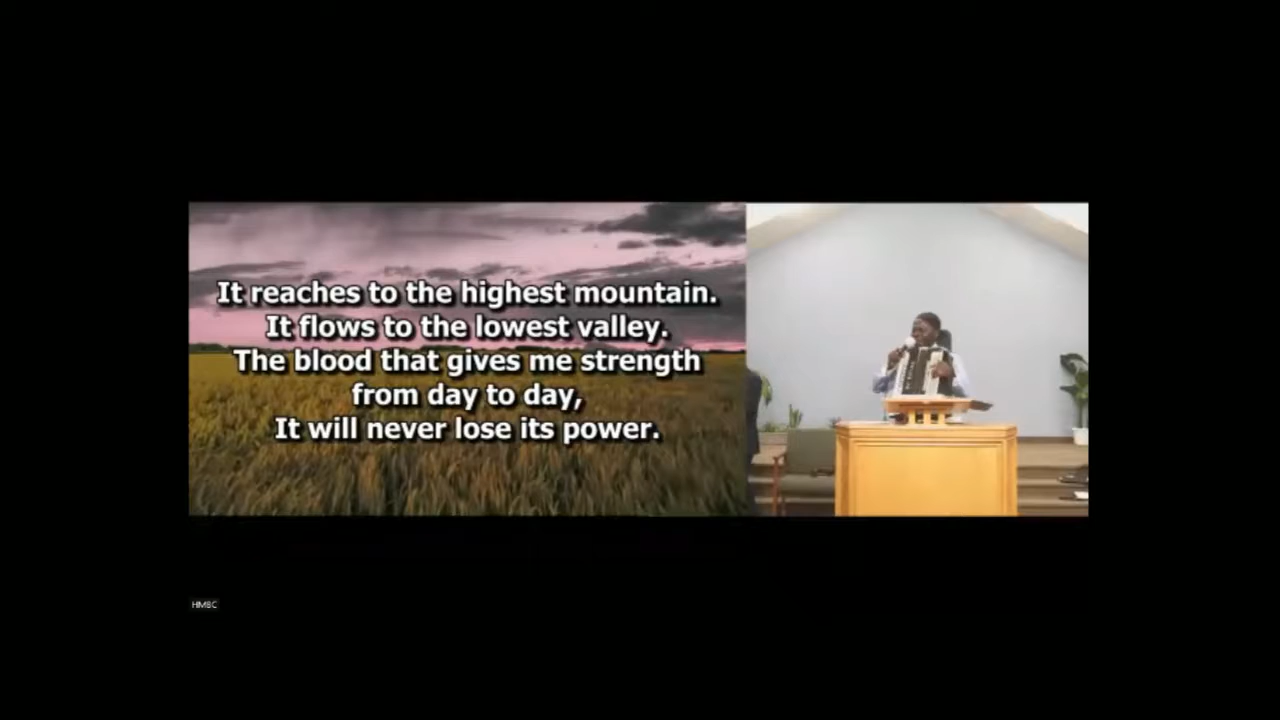 It reaches to the highest mountain.
It flows to the lowest valley.
The blood that gives me strength
from day to day,
It will never lose its power.
HMBC